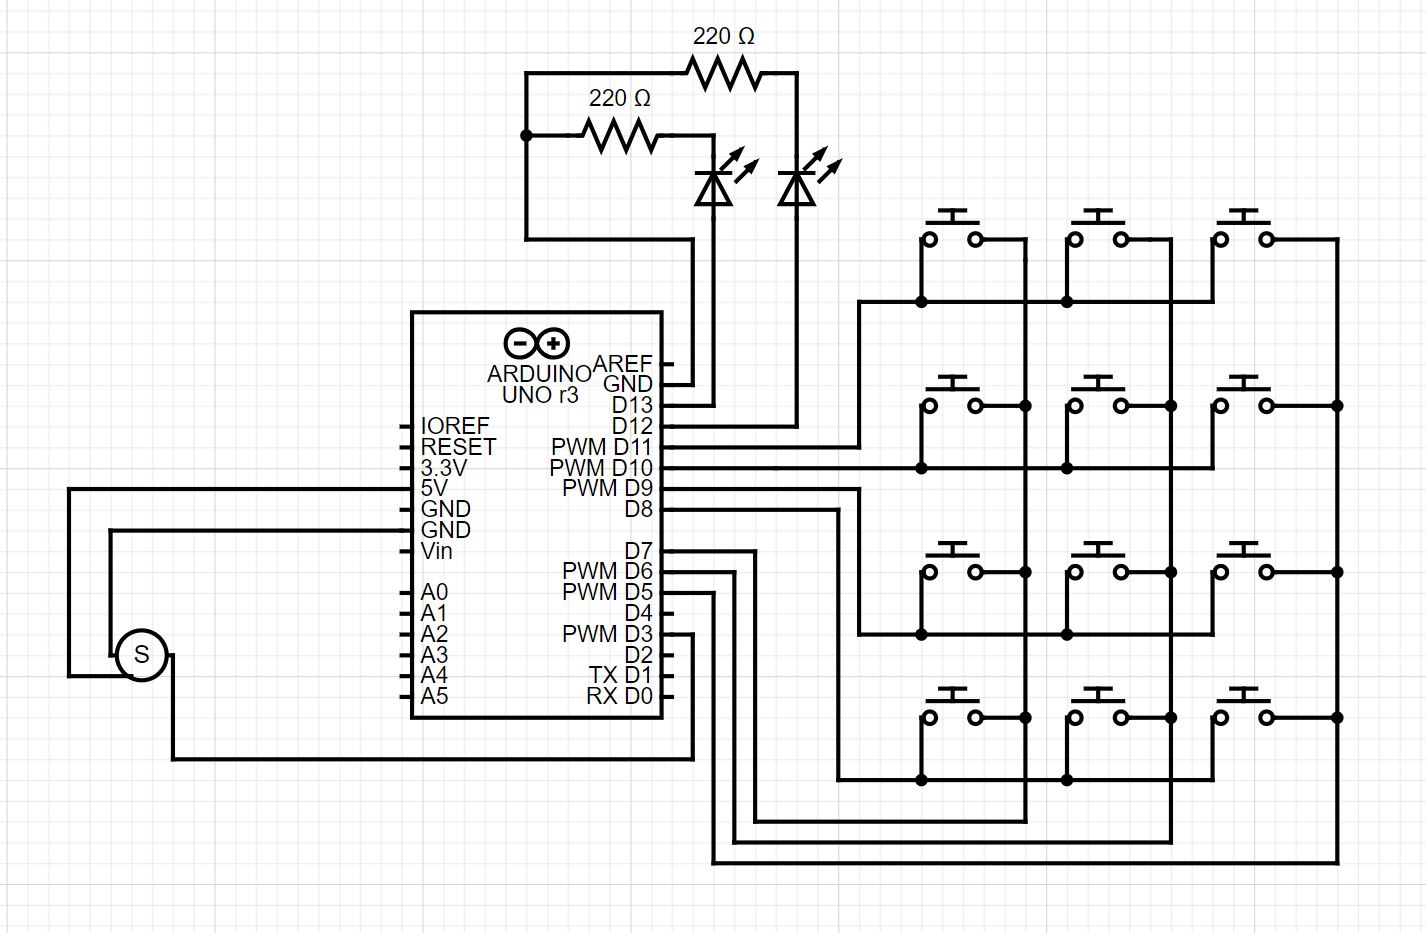 220 Ω
220 Ω
ARDUINO
UNO r3
AREF
GND
D13
D12
PWM D11
PWM D10
PWM D9
D8
D7
PWM D6
PWM D5
D4
PWM D3
D2
TX D1
RX D0
IOREF
RESET
3.3V
5V
GND
GND
Vin
A0
A1
A2
A3
A4
A5
S